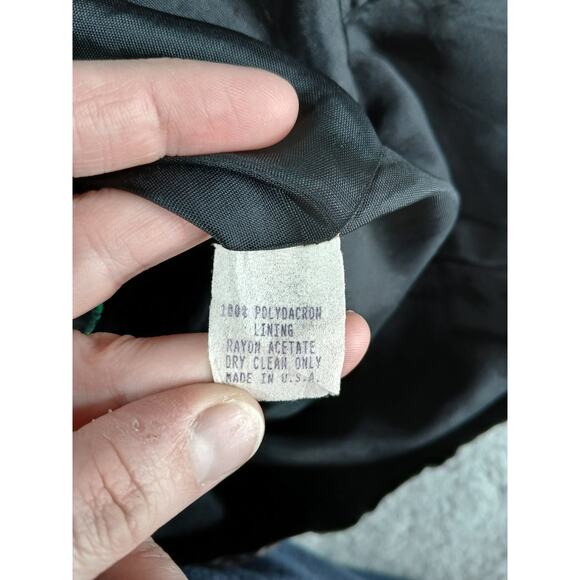 100% POLYDACRON
LINING
RAYON ACETATE
DRY CLEAN ONLY
MADE IN U.S.A.